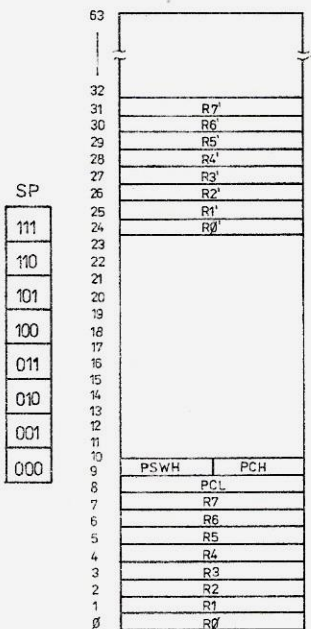 63
32
31 R7'
30 R6'
29 R5'
28 R4'
27 R3'
26 R2'
25 R1'
24 RØ'
23
22
21
20
19
18
17
16
15
14
13
12
11
10
9 PSWH PCH
8 PCL
7 R7
6 R6
5 R5
4 R4
3 R3
2 R2
1 R1
Ø RØ
SP
111
110
101
100
011
010
001
000